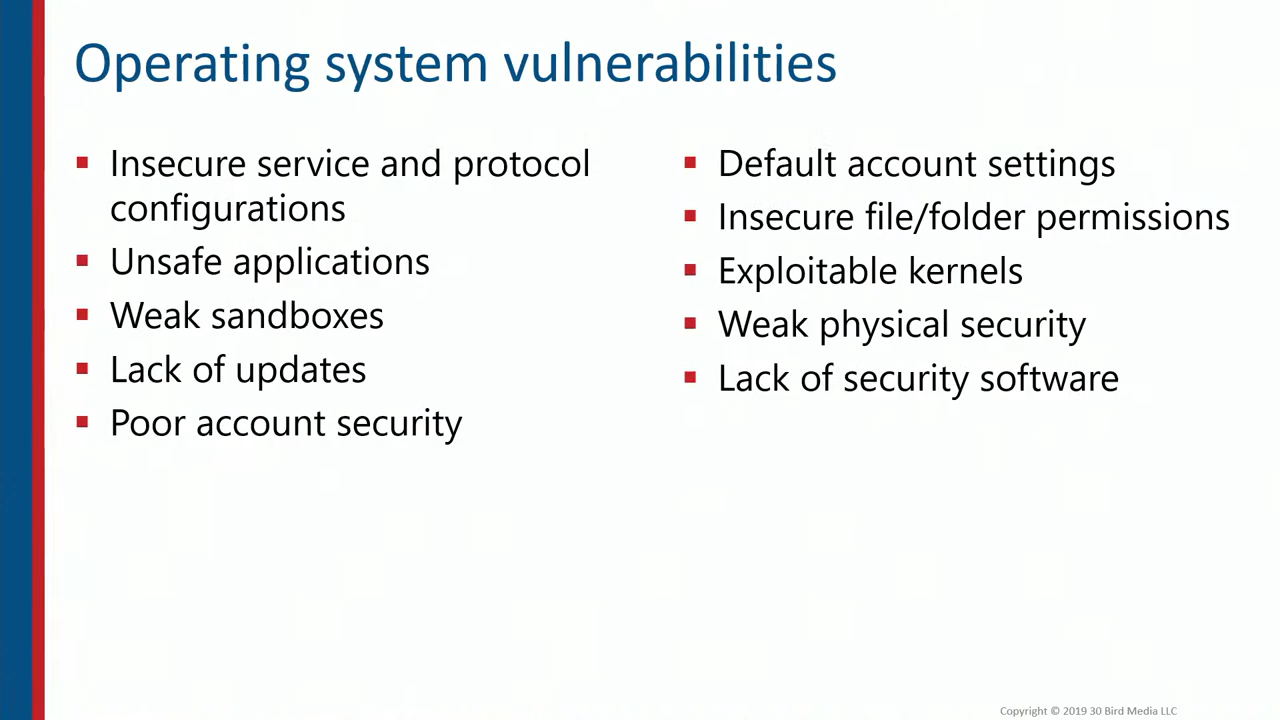 Operating system vulnerabilities
Insecure service and protocol
configurations
Unsafe applications
Weak sandboxes
Lack of updates
Poor account security
Default account settings
Insecure file/folder permissions
Exploitable kernels
Weak physical security
Lack of security software
Copyright © 2019 30 Bird Media LLC